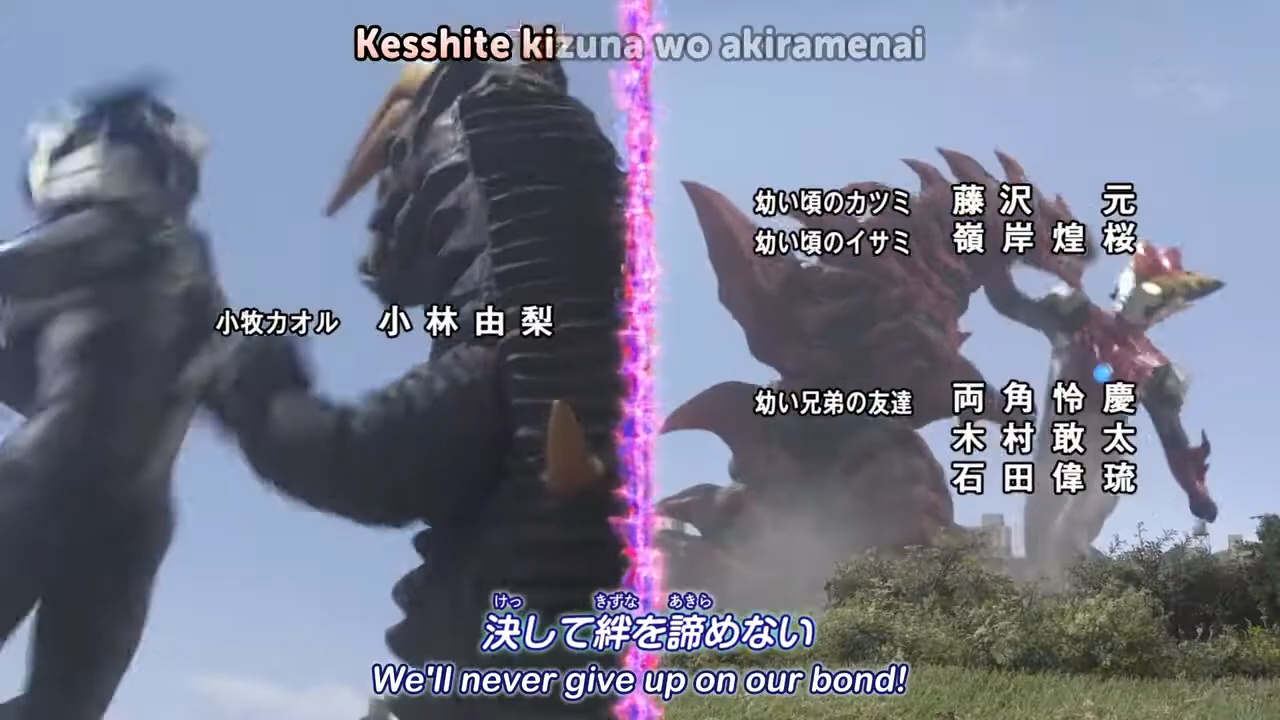 Kesshite kizuna wo akiramenai
幼い頃のカツミ 藤沢 元
幼い頃のイサミ 嶺岸煌桜
小牧カオル 小林由梨
幼い兄弟の友達 両角怜慶
木村敢太
石田偉琉
けっ きずな あきら
決して絆を諦めない
We'll never give up on our bond!